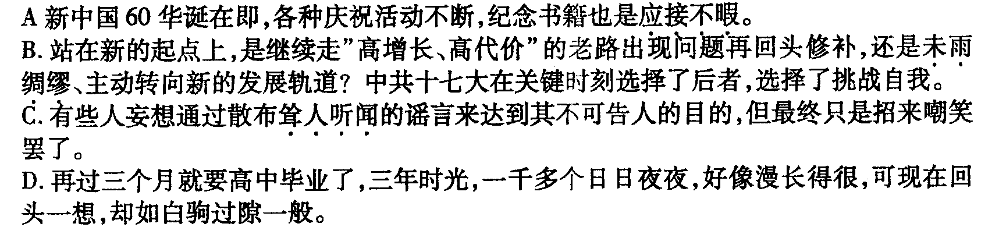 A 新中国 60 华诞在即,各种庆祝活动不断,纪念书籍也是应接不暇。
B. 站在新的起点上,是继续走”高增长、高代价”的老路出现问题再回头修补,还是未雨
绸缪、主动转向新的发展轨道? 中共十七大在关键时刻选择了后者,选择了挑战自我。
C. 有些人妄想通过散布耸人听闻的谣言来达到其不可告人的目的,但最终只是招来嘲笑
罢了。
D. 再过三个月就要高中毕业了,三年时光,一千多个日日夜夜,好像漫长得很,可现在回
头一想,却如白驹过隙一般。